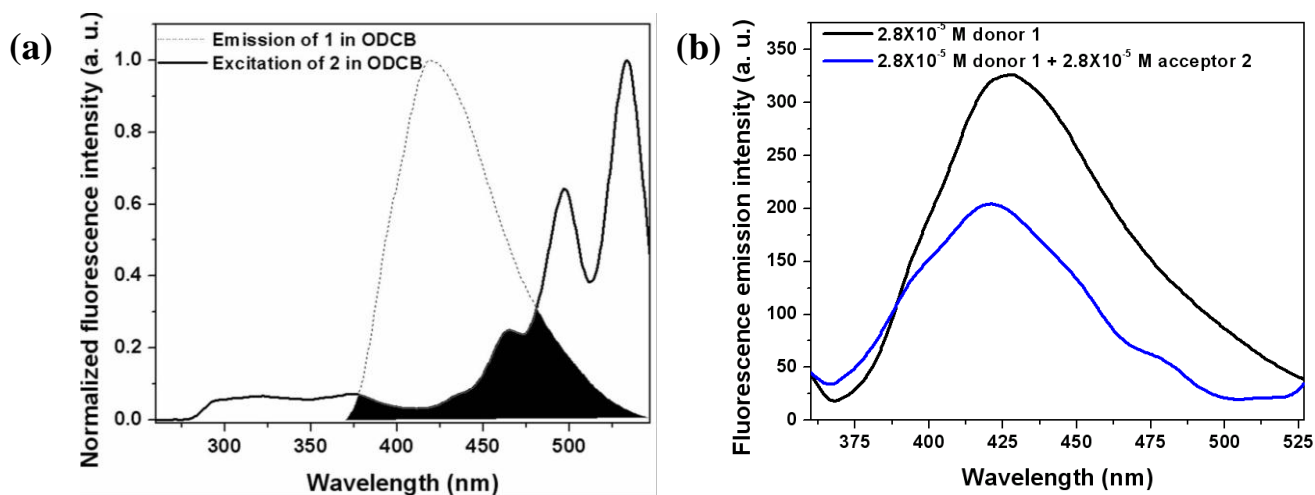 (a)
Emission of 1 in ODCB
Excitation of 2 in ODCB
Normalized fluorescence intensity (a. u.)
1.0
0.8
0.6
0.4
0.2
0.0
300
350
400
450
500
Wavelength (nm)
(b)
2.8X10⁻⁵ M donor 1
2.8X10⁻⁵ M donor 1 + 2.8X10⁻⁵ M acceptor 2
Fluorescence emission intensity (a. u.)
350
300
250
200
150
100
50
0
375
400
425
450
475
500
525
Wavelength (nm)